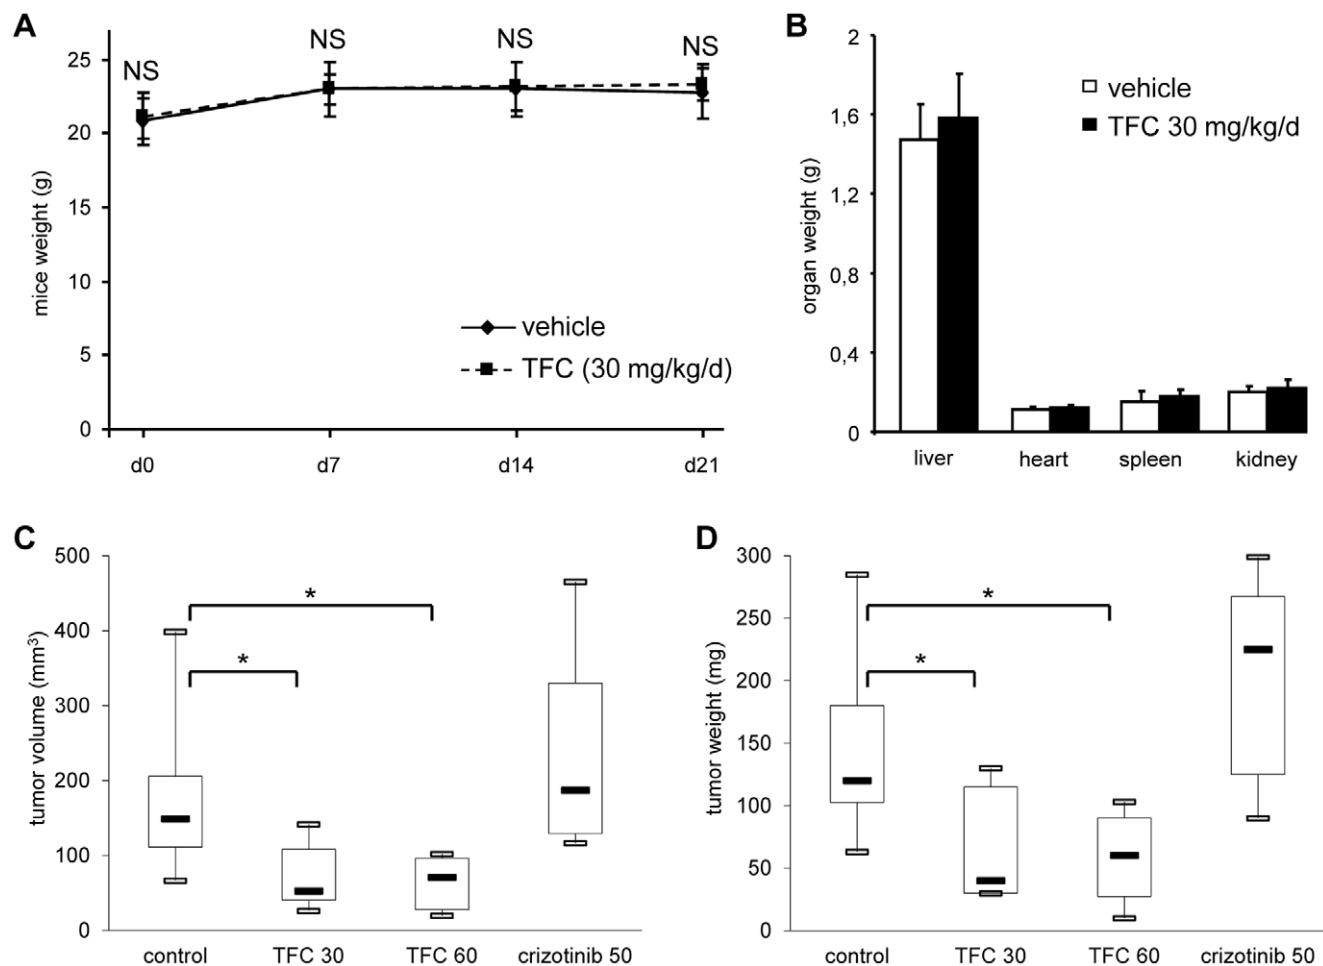 A
NS
NS
NS
NS
25
20
15
10
5
0
mice weight (g)
vehicle
TFC (30 mg/kg/d)
d0
d7
d14
d21
B
2
1,6
1,2
0,8
0,4
0
organ weight (g)
vehicle
TFC 30 mg/kg/d
liver
heart
spleen
kidney
C
500
400
300
200
100
0
tumor volume (mm³)
*
*
control
TFC 30
TFC 60
crizotinib 50
D
300
250
200
150
100
50
0
tumor weight (mg)
*
*
control
TFC 30
TFC 60
crizotinib 50